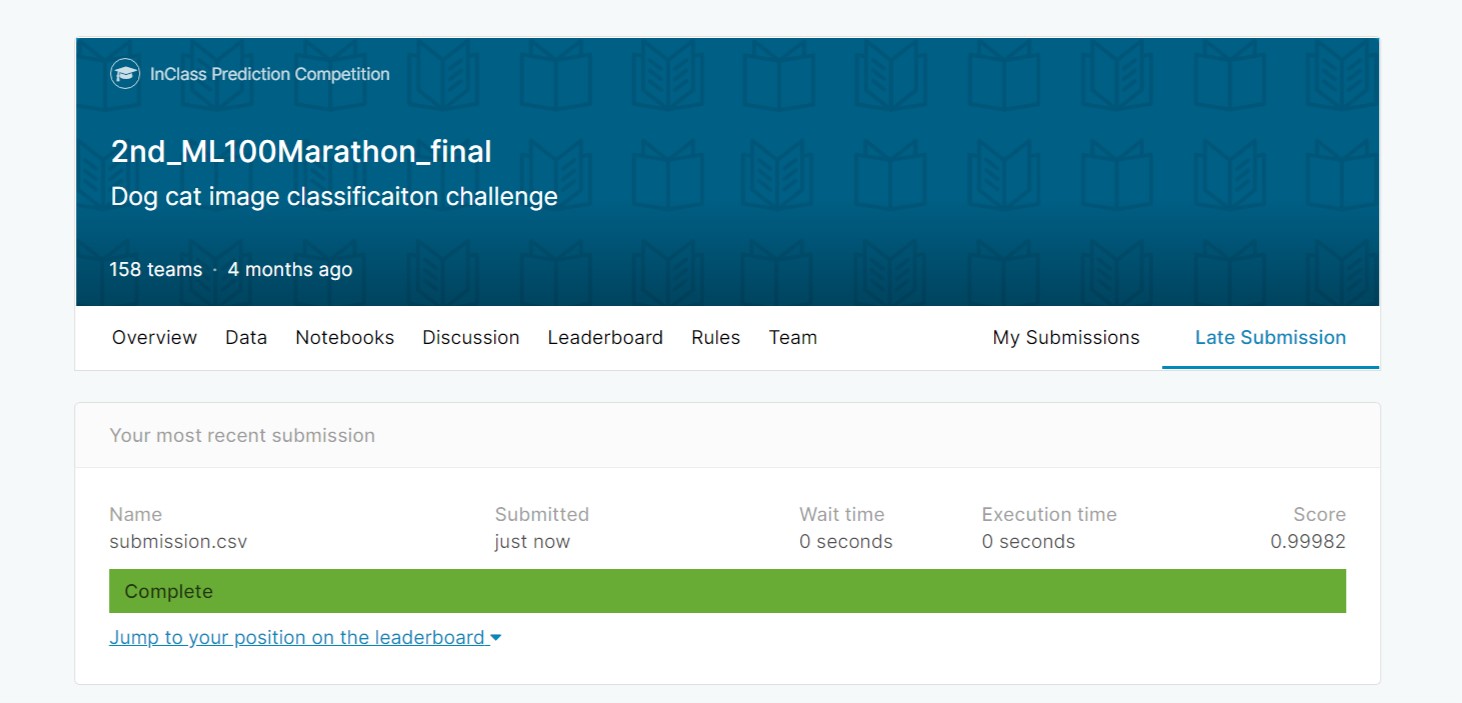 InClass Prediction Competition
2nd_ML100Marathon_final
Dog cat image classificaiton challenge
158 teams · 4 months ago
Overview Data Notebooks Discussion Leaderboard Rules Team My Submissions Late Submission
Your most recent submission
Name Submitted Wait time Execution time Score
submission.csv just now 0 seconds 0 seconds 0.99982
Complete
Jump to your position on the leaderboard